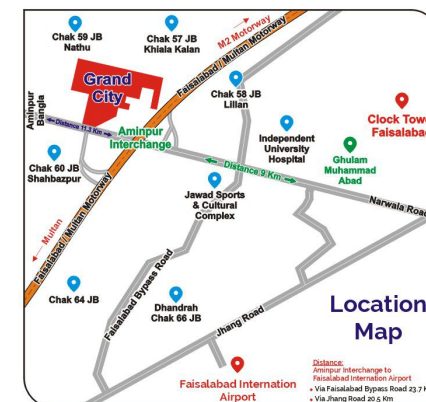 Chak 59 JB
Nathu
Chak 57 JB
Khiala Kalan
M2 Motorway
Faisalabad / Multan Motorway
Grand
City
Chak 58 JB
Lillan
Clock Tow
Faisalabad
Aminpur
Bangla
Distance 11.3 Km
Aminpur
Interchange
Independent
University
Hospital
Ghulam
Muhammad
Abad
Distance 9 Km
Chak 60 JB
Shahbazpur
Jawad Sports
& Cultural
Complex
Narwala Road
Multan
Faisalabad / Multan Motorway
Chak 64 JB
Faisalabad Bypass Road
Dhandrah
Chak 66 JB
Jhang Road
Location
Map
Faisalabad Internation
Airport
Distance:
Aminpur Interchange to
Faisalabad Internation Airport
• Via Faisalabad Bypass Road 23.7 K
• Via Jhang Road 20.5 Km